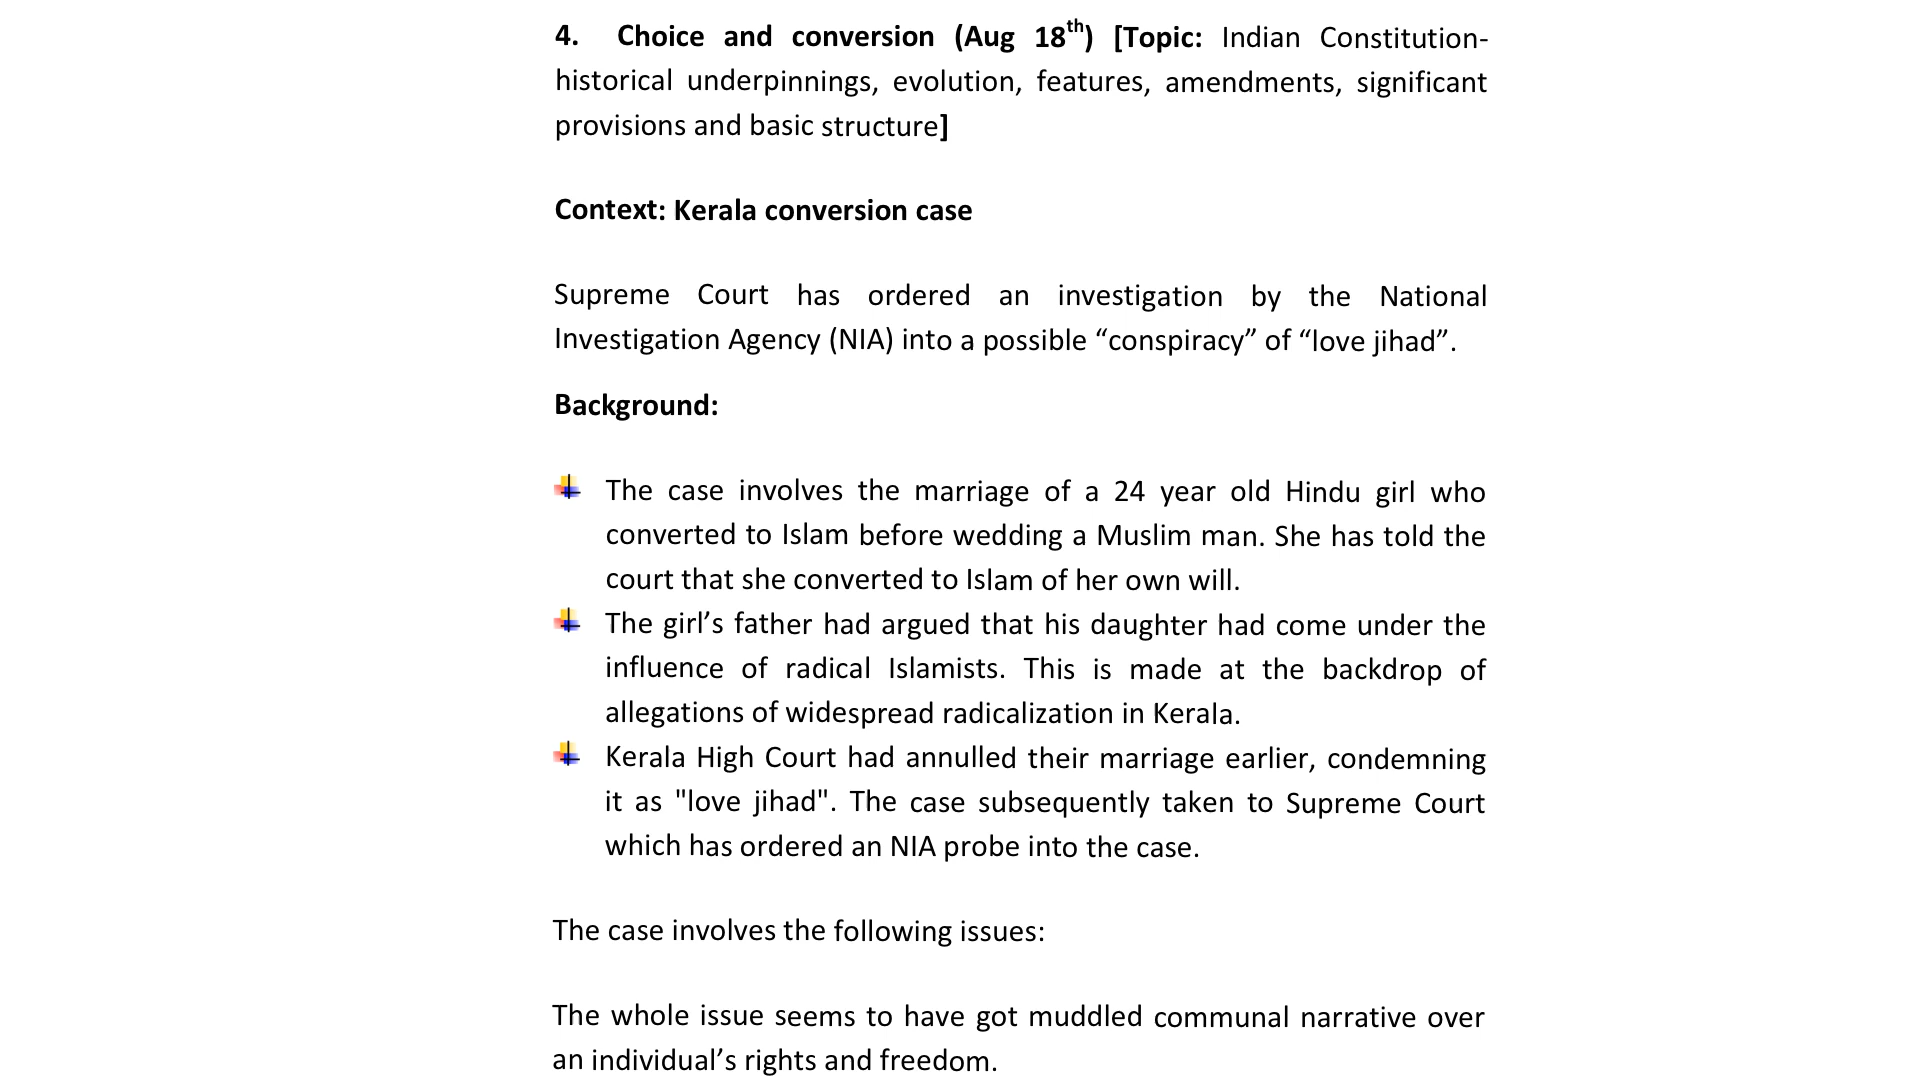 4. Choice and conversion (Aug 18th) [Topic: Indian Constitution-
historical underpinnings, evolution, features, amendments, significant
provisions and basic structure]
Context: Kerala conversion case
Supreme Court has ordered an investigation by the National
Investigation Agency (NIA) into a possible “conspiracy” of “love jihad”.
Background:
The case involves the marriage of a 24 year old Hindu girl who
converted to Islam before wedding a Muslim man. She has told the
court that she converted to Islam of her own will.
The girl’s father had argued that his daughter had come under the
influence of radical Islamists. This is made at the backdrop of
allegations of widespread radicalization in Kerala.
Kerala High Court had annulled their marriage earlier, condemning
it as "love jihad". The case subsequently taken to Supreme Court
which has ordered an NIA probe into the case.
The case involves the following issues:
The whole issue seems to have got muddled communal narrative over
an individual’s rights and freedom.